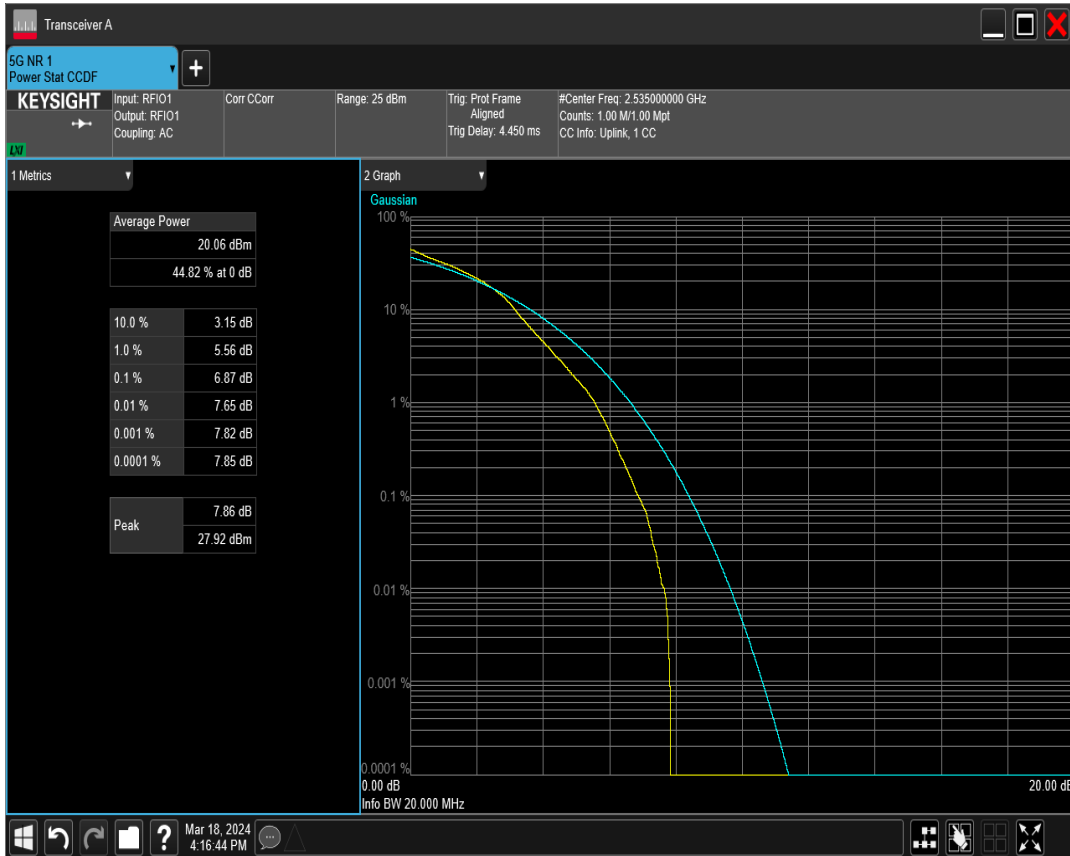 Transceiver A
5G NR 1
Power Stat CCDF
KEYSIGHT
Input: RFIO1
Output: RFIO1
Coupling: AC
Corr CCorr
Range: 25 dBm
Trig: Prot Frame
Aligned
Trig Delay: 4.450 ms
#Center Freq: 2.535000000 GHz
Counts: 1.00 M/1.00 Mpt
CC Info: Uplink, 1 CC
LXI
1 Metrics
Average Power
20.06 dBm
44.82 % at 0 dB
10.0 % 3.15 dB
1.0 % 5.56 dB
0.1 % 6.87 dB
0.01 % 7.65 dB
0.001 % 7.82 dB
0.0001 % 7.85 dB
Peak
7.86 dB
27.92 dBm
2 Graph
Gaussian
100 %
10 %
1 %
0.1 %
0.01 %
0.001 %
0.0001 %
0.00 dB 20.00 dB
Info BW 20.000 MHz
Mar 18, 2024
4:16:44 PM